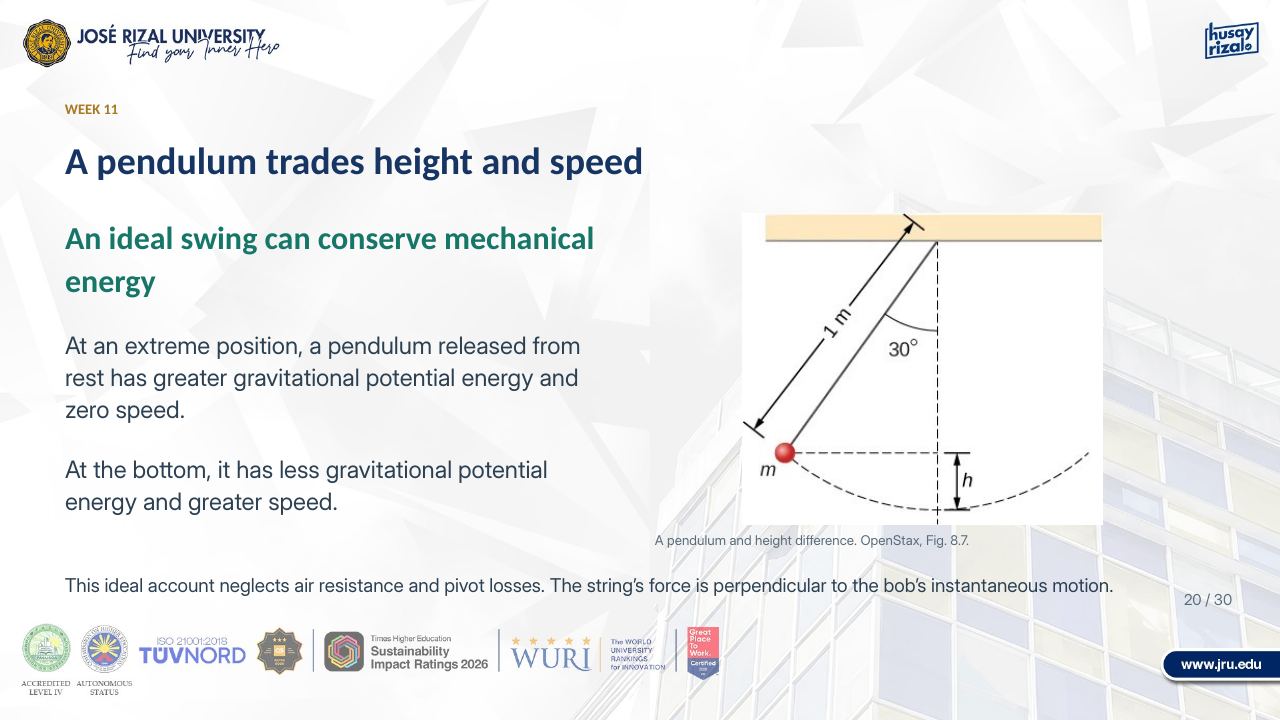 JOSÉ RIZAL UNIVERSITY
Find your Inner Hero
husay
rizal
WEEK 11
A pendulum trades height and speed
An ideal swing can conserve mechanical
energy
At an extreme position, a pendulum released from
rest has greater gravitational potential energy and
zero speed.
At the bottom, it has less gravitational potential
energy and greater speed.
1 m
30°
m
h
A pendulum and height difference. OpenStax, Fig. 8.7.
This ideal account neglects air resistance and pivot losses. The string’s force is perpendicular to the bob’s instantaneous motion.
20 / 30
ACCREDITED
LEVEL IV
AUTONOMOUS
STATUS
ISO 21001:2018
TÜVNORD
Times Higher Education
Sustainability
Impact Ratings 2026
WURI
The WORLD
UNIVERSITY
RANKINGS
for INNOVATION
Great
Place
To
Work.
Certified
www.jru.edu